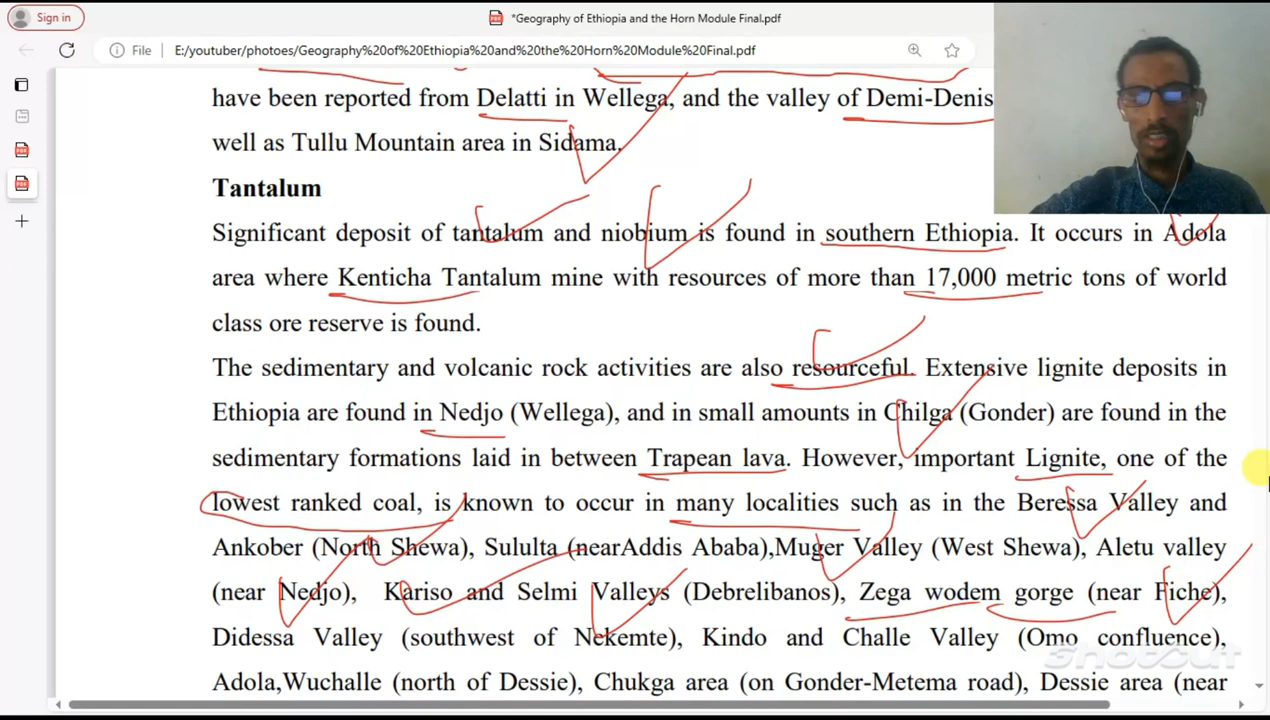 Sign in
*Geography of Ethiopia and the Horn Module Final.pdf
File
E:/youtuber/photoes/Geography%20of%20Ethiopia%20and%20the%20Horn%20Module%20Final.pdf
have been reported from Delatti in Wellega, and the valley of Demi-Denis
well as Tullu Mountain area in Sidama.
Tantalum
Significant deposit of tantalum and niobium is found in southern Ethiopia. It occurs in Adola
area where Kenticha Tantalum mine with resources of more than 17,000 metric tons of world
class ore reserve is found.
The sedimentary and volcanic rock activities are also resourceful. Extensive lignite deposits in
Ethiopia are found in Nedjo (Wellega), and in small amounts in Chilga (Gonder) are found in the
sedimentary formations laid in between Trapean lava. However, important Lignite, one of the
lowest ranked coal, is known to occur in many localities such as in the Beressa Valley and
Ankober (North Shewa), Sululta (nearAddis Ababa),Muger Valley (West Shewa), Aletu valley
(near Nedjo), Kariso and Selmi Valleys (Debrelibanos), Zega wodem gorge (near Fiche),
Didessa Valley (southwest of Nekemte), Kindo and Challe Valley (Omo confluence),
Adola,Wuchalle (north of Dessie), Chukga area (on Gonder-Metema road), Dessie area (near
shotcut